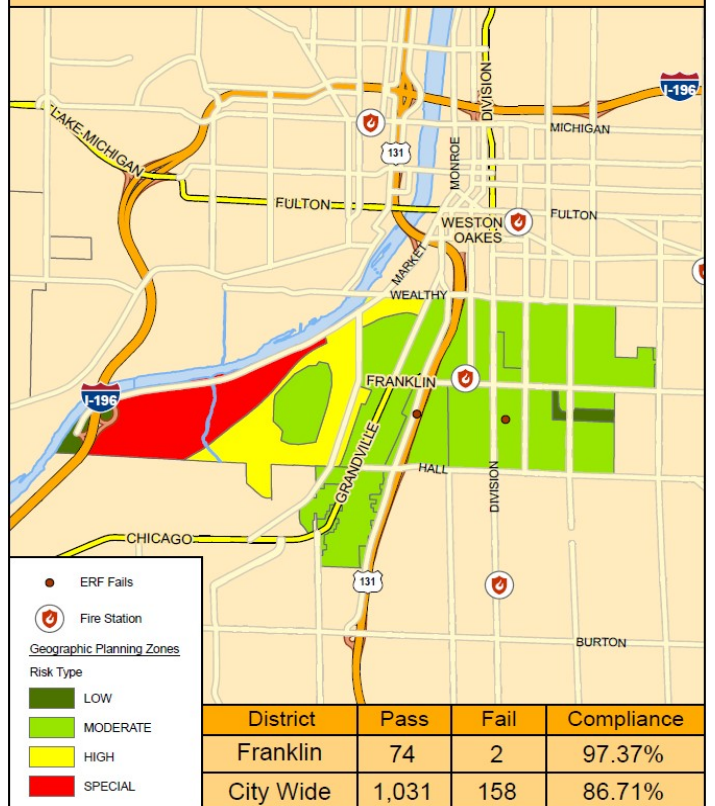 I-196
DIVISION
MICHIGAN
LAKE-MICHIGAN
131
MONROE
FULTON
FULTON
WESTON
OAKES
MARKET
WEALTHY
FRANKLIN
I-196
GRANDVILLE
HALL
DIVISION
CHICAGO
131
BURTON
ERF Fails
Fire Station
Geographic Planning Zones
Risk Type
LOW
MODERATE
HIGH
SPECIAL
District Pass Fail Compliance
Franklin 74 2 97.37%
City Wide 1,031 158 86.71%